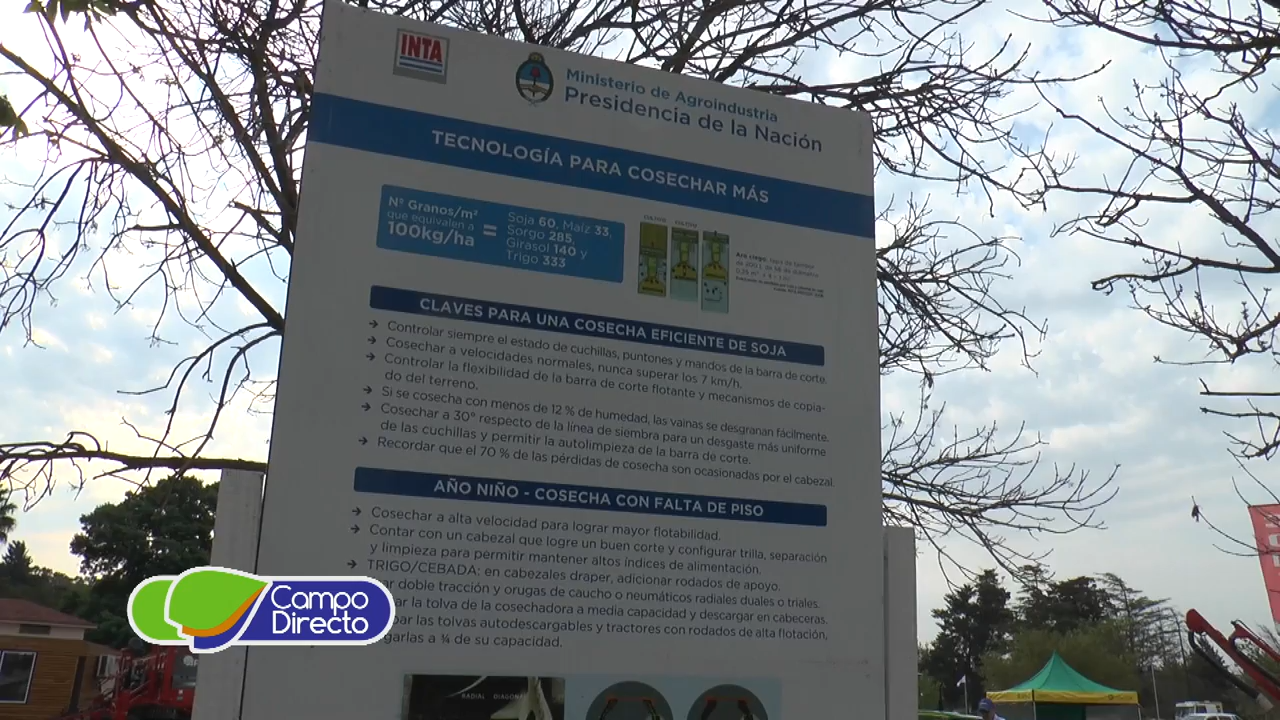 INTA
Ministerio de Agroindustria
Presidencia de la Nación
TECNOLOGÍA PARA COSECHAR MÁS
Nº Granos/m²
que equivalen a
100kg/ha
=
Soja 60, Maíz 33,
Sorgo 285,
Girasol 140 y
Trigo 333
CLAVES PARA UNA COSECHA EFICIENTE DE SOJA
→ Controlar siempre el estado de cuchillas, puntones y mandos de la barra de corte.
→ Cosechar a velocidades normales, nunca superar los 7 km/h.
→ Controlar la flexibilidad de la barra de corte flotante y mecanismos de copia-
do del terreno.
→ Si se cosecha con menos de 12 % de humedad, las vainas se desgranan fácilmente.
→ Cosechar a 30° respecto de la línea de siembra para un desgaste más uniforme
de las cuchillas y permitir la autolimpieza de la barra de corte.
→ Recordar que el 70 % de las pérdidas de cosecha son ocasionadas por el cabezal.
AÑO NIÑO - COSECHA CON FALTA DE PISO
→ Cosechar a alta velocidad para lograr mayor flotabilidad.
→ Contar con un cabezal que logre un buen corte y configurar trilla, separación
y limpieza para permitir mantener altos índices de alimentación.
→ TRIGO/CEBADA; en cabezales draper, adicionar rodados de apoyo.
ar doble tracción y orugas de caucho o neumáticos radiales duales o triales.
ar la tolva de la cosechadora a media capacidad y descargar en cabeceras.
par las tolvas autodescargables y tractores con rodados de alta flotación,
garlas a ¼ de su capacidad.
RADIAL DIAGONAL
Campo
Directo